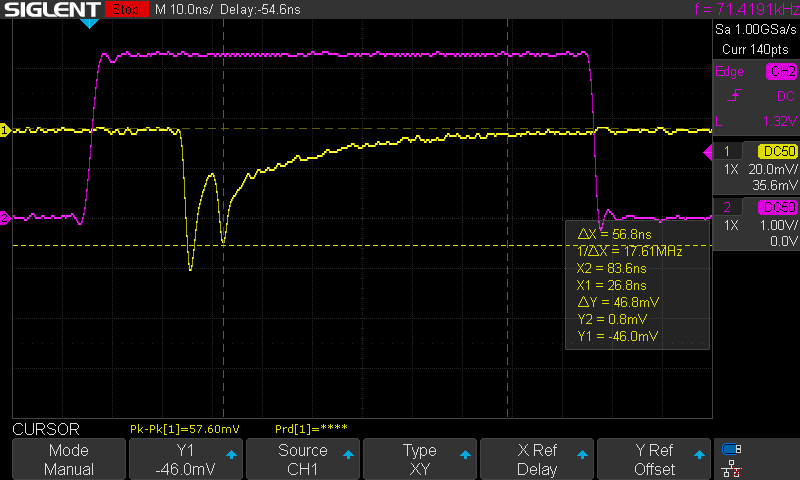 SIGLENT Stop M 10.0ns/ Delay:-54.6ns f = 71.4191kHz
Sa 1.00GSa/s
Curr 140pts
Edge CH2
DC
L 1.32V
1 DC50
1X 20.0mV/
35.6mV
2 DC50
1X 1.00V/
0.0V
1
2
ΔX = 56.8ns
1/ΔX = 17.61MHz
X2 = 83.6ns
X1 = 26.8ns
ΔY = 46.8mV
Y2 = 0.8mV
Y1 = -46.0mV
CURSOR Pk-Pk[1]=57.60mV Prd[1]=****
Mode
Manual
Y1
-46.0mV
Source
CH1
Type
XY
X Ref
Delay
Y Ref
Offset